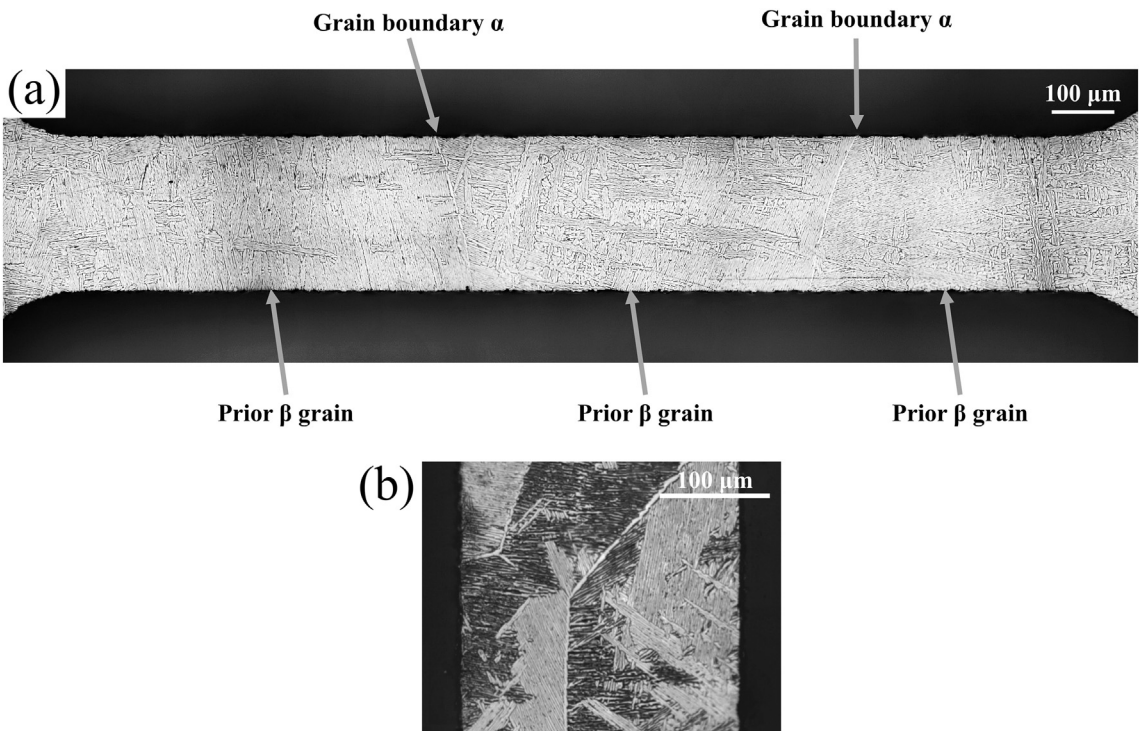 Grain boundary α
Grain boundary α
(a)
100 μm
Prior β grain
Prior β grain
Prior β grain
(b)
100 μm